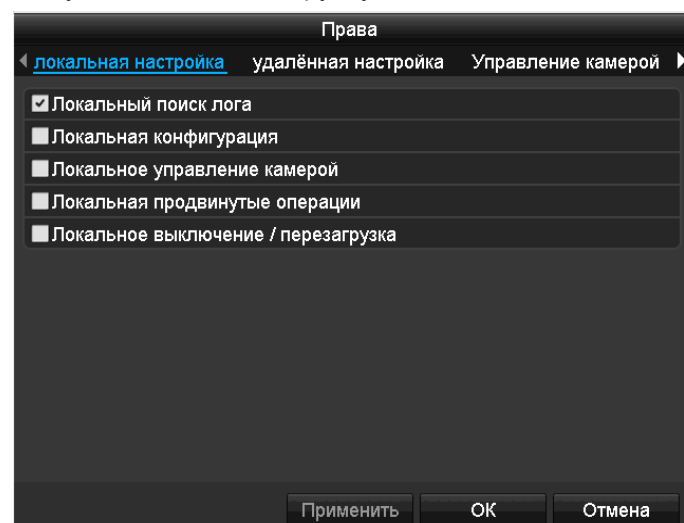 Права
локальная настройка удалённая настройка Управление камерой
Локальный поиск лога
Локальная конфигурация
Локальное управление камерой
Локальная продвинутые операции
Локальное выключение / перезагрузка
Применить ОК Отмена